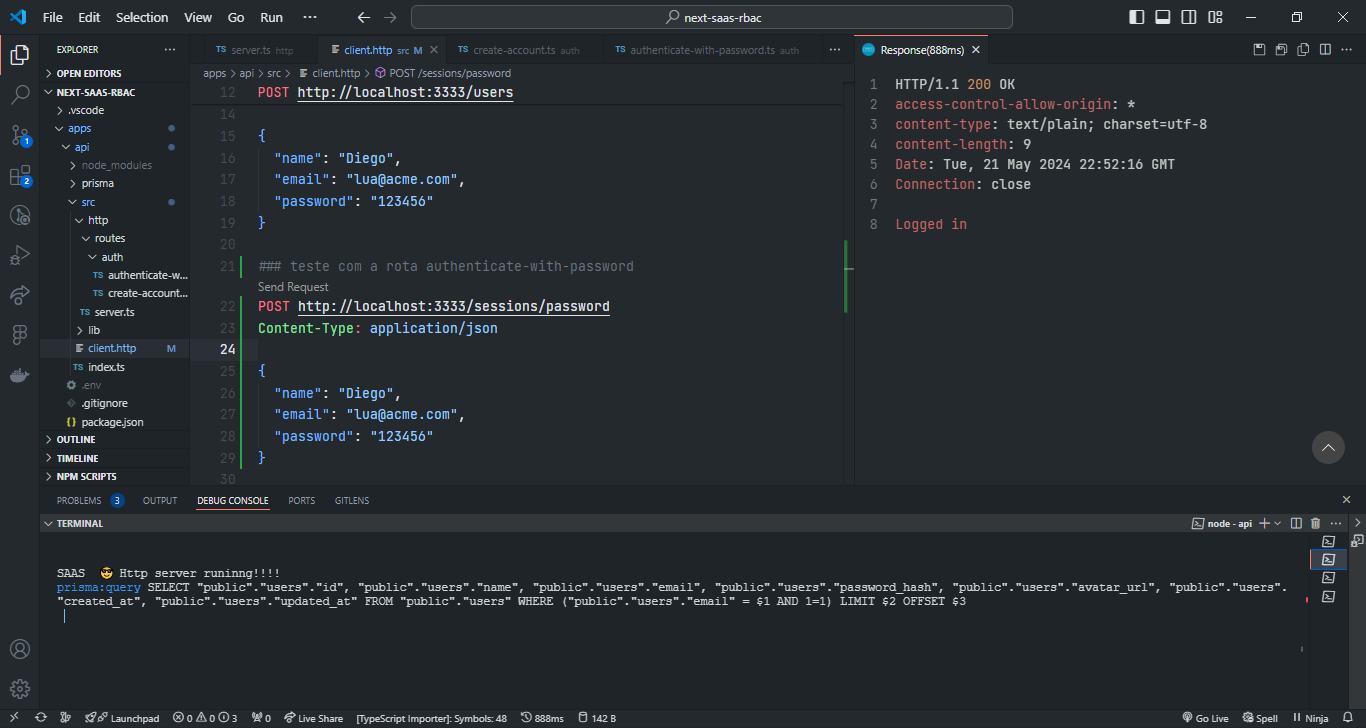 File Edit Selection View Go Run ··· next-saas-rbac
EXPLORER ···
OPEN EDITORS
NEXT-SAAS-RBAC
.vscode
apps
api
node_modules
prisma
src
http
routes
auth
TS authenticate-w...
TS create-account...
TS server.ts
lib
client.http M
TS index.ts
.env
.gitignore
{} package.json
OUTLINE
TIMELINE
NPM SCRIPTS
1
2
TS server.ts http
client.http src M
TS create-account.ts auth
TS authenticate-with-password.ts auth
···
apps > api > src > client.http > POST /sessions/password
12 POST http://localhost:3333/users
14
15 {
16 "name": "Diego",
17 "email": "lua@acme.com",
18 "password": "123456"
19 }
20
21 ### teste com a rota authenticate-with-password
Send Request
22 POST http://localhost:3333/sessions/password
23 Content-Type: application/json
24
25 {
26 "name": "Diego",
27 "email": "lua@acme.com",
28 "password": "123456"
29 }
30
Response(888ms)
···
1 HTTP/1.1 200 OK
2 access-control-allow-origin: *
3 content-type: text/plain; charset=utf-8
4 content-length: 9
5 Date: Tue, 21 May 2024 22:52:16 GMT
6 Connection: close
7
8 Logged in
PROBLEMS 3 OUTPUT DEBUG CONSOLE PORTS GITLENS
TERMINAL
node - api
···
SAAS 😎 Http server runinng!!!!
prisma:query SELECT "public"."users"."id", "public"."users"."name", "public"."users"."email", "public"."users"."password_hash", "public"."users"."avatar_url", "public"."users".
"created_at", "public"."users"."updated_at" FROM "public"."users" WHERE ("public"."users"."email" = $1 AND 1=1) LIMIT $2 OFFSET $3
Launchpad 0 0 3 0 Live Share [TypeScript Importer]: Symbols: 48 888ms 142 B Go Live Spell Ninja